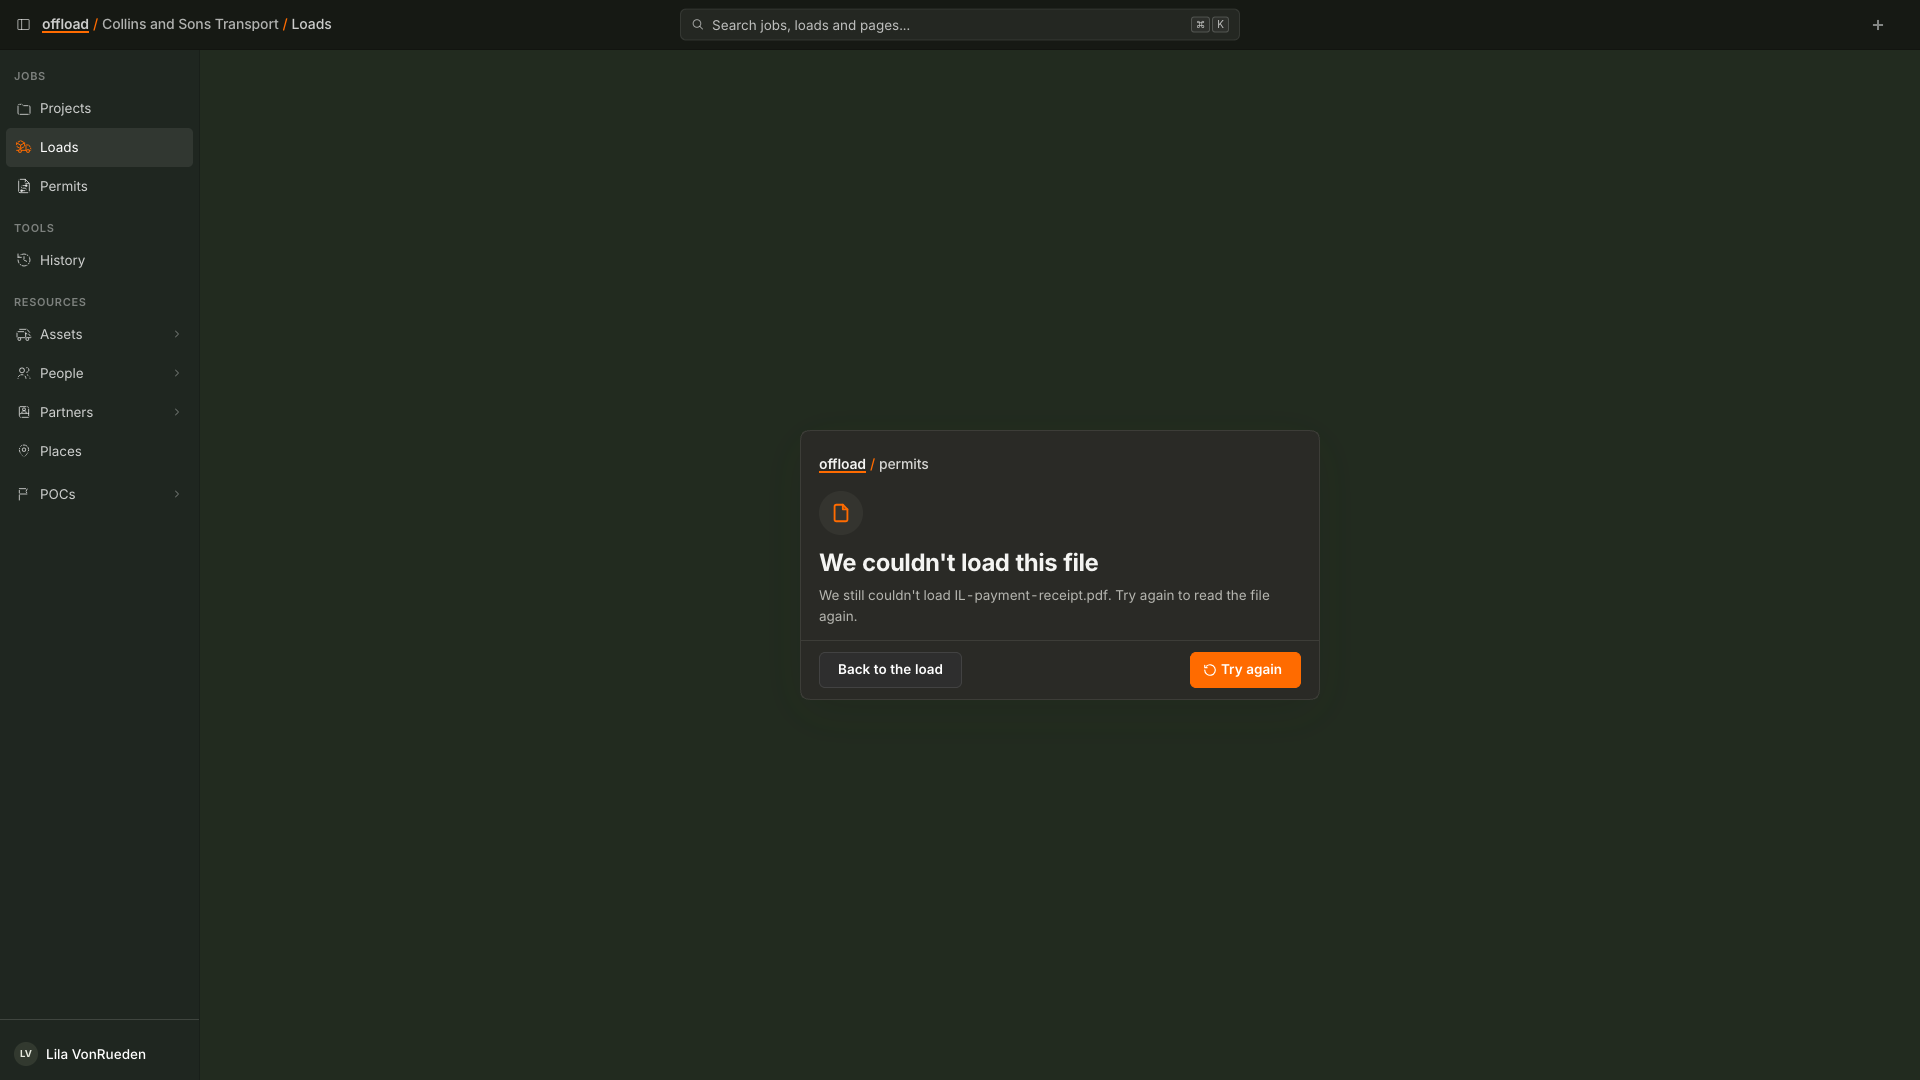 offload / Collins and Sons Transport / Loads
Search jobs, loads and pages...
⌘ K
JOBS
Projects
Loads
Permits
TOOLS
History
RESOURCES
Assets
People
Partners
Places
POCs
offload / permits
We couldn't load this file
We still couldn't load IL-payment-receipt.pdf. Try again to read the file
again.
Back to the load
Try again
LV
Lila VonRueden